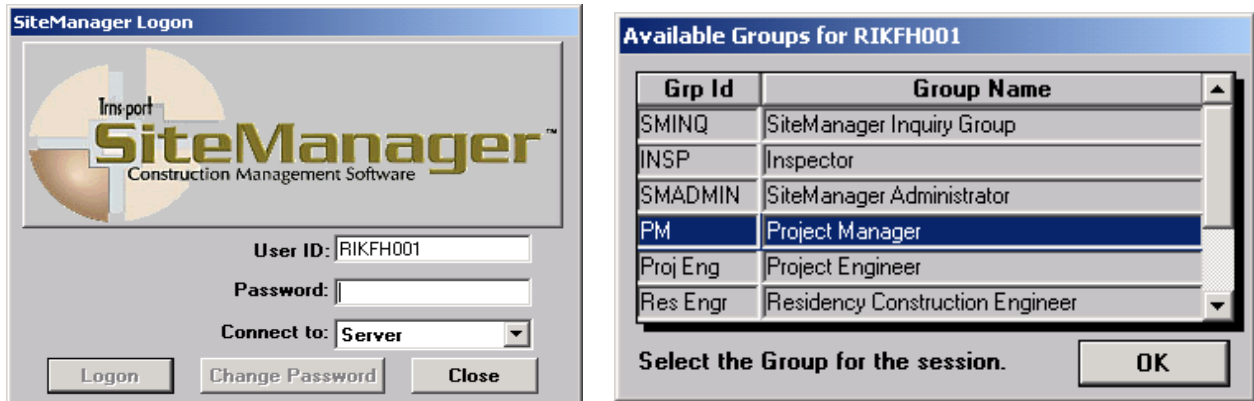 SiteManager Logon
Trns·port
SiteManager™
Construction Management Software
User ID: RIKFH001
Password:
Connect to: Server
Logon Change Password Close
Available Groups for RIKFH001
Grp Id Group Name
SMINQ SiteManager Inquiry Group
INSP Inspector
SMADMIN SiteManager Administrator
PM Project Manager
Proj Eng Project Engineer
Res Engr Residency Construction Engineer
Select the Group for the session. OK